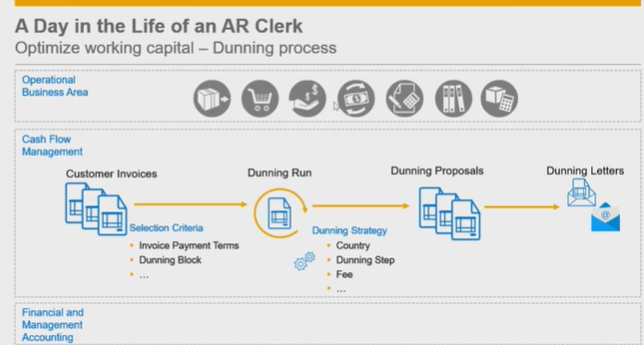 A Day in the Life of an AR Clerk
Optimize working capital – Dunning process
Operational
Business Area
Cash Flow
Management
Customer Invoices
Dunning Run
Dunning Proposals
Dunning Letters
Selection Criteria
• Invoice Payment Terms
• Dunning Block
• ...
Dunning Strategy
• Country
• Dunning Step
• Fee
• ...
Financial and
Management
Accounting